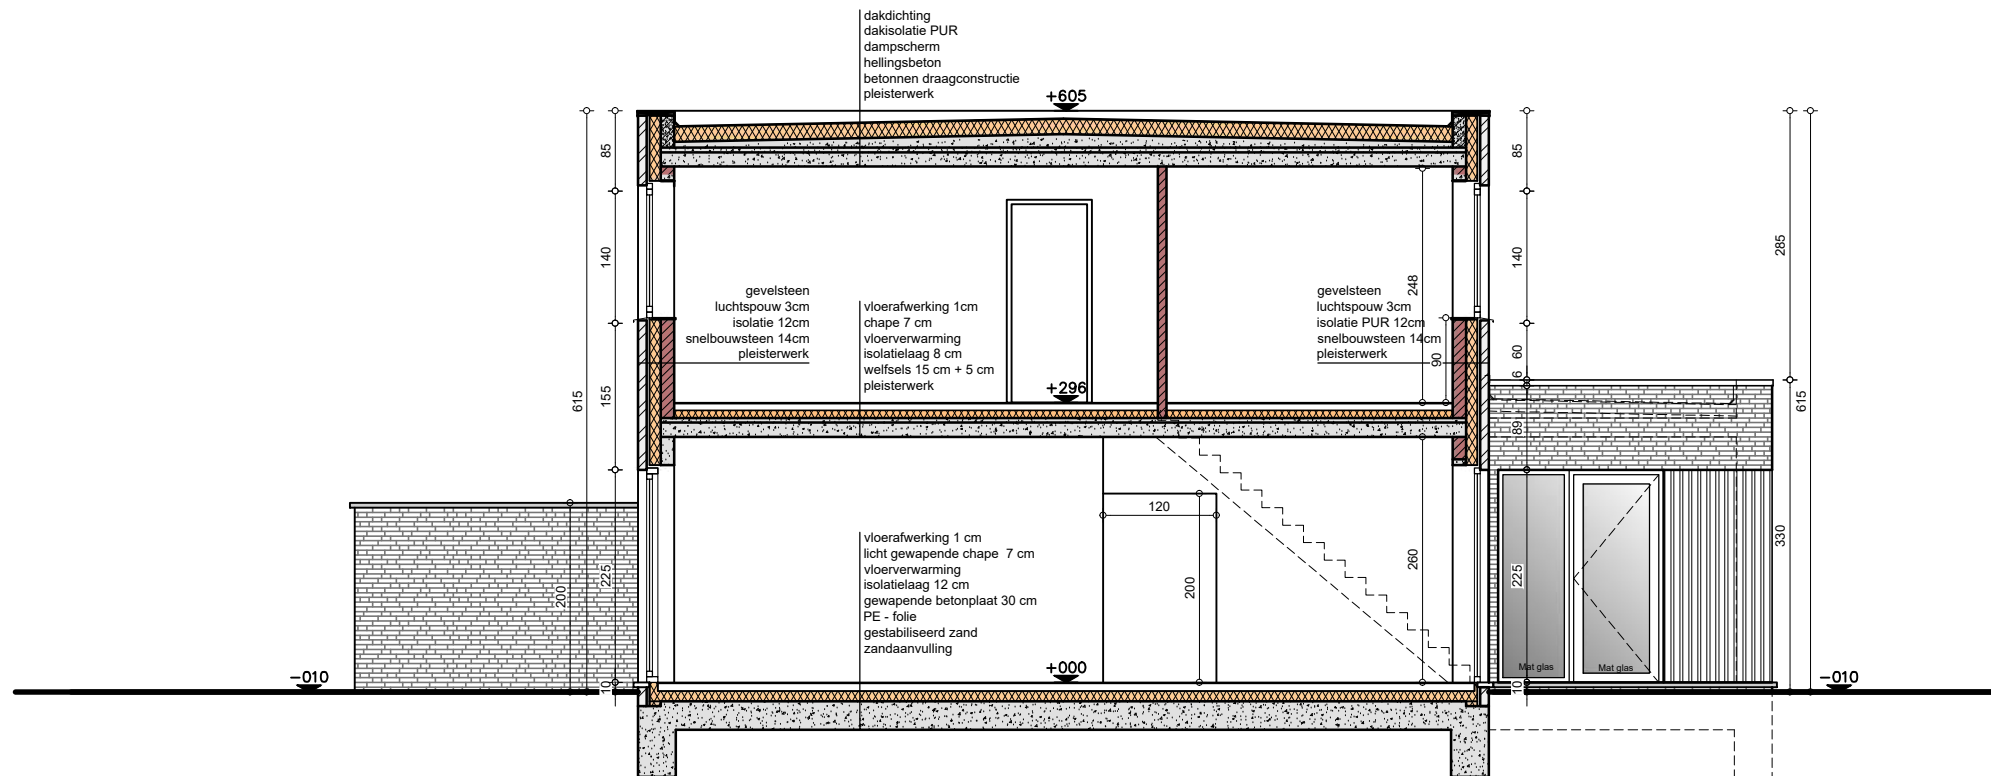 dakdichting
dakisolatie PUR
dampscherm
hellingsbeton
betonnen draagconstructie
pleisterwerk
+605
85
85
140
140
285
248
gevelsteen
luchtspouw 3cm
isolatie 12cm
snelbouwsteen 14cm
pleisterwerk
vloerafwerking 1cm
chape 7 cm
vloerverwarming
isolatielaag 8 cm
welfsels 15 cm + 5 cm
pleisterwerk
gevelsteen
luchtspouw 3cm
isolatie PUR 12cm
snelbouwsteen 14cm
pleisterwerk
90
60
6
+296
615
155
615
89
120
200
225
200
260
225
330
vloerafwerking 1 cm
licht gewapende chape 7 cm
vloerverwarming
isolatielaag 12 cm
gewapende betonplaat 30 cm
PE - folie
gestabiliseerd zand
zandaanvulling
Mat glas
Mat glas
+000
-010
10
10
-010